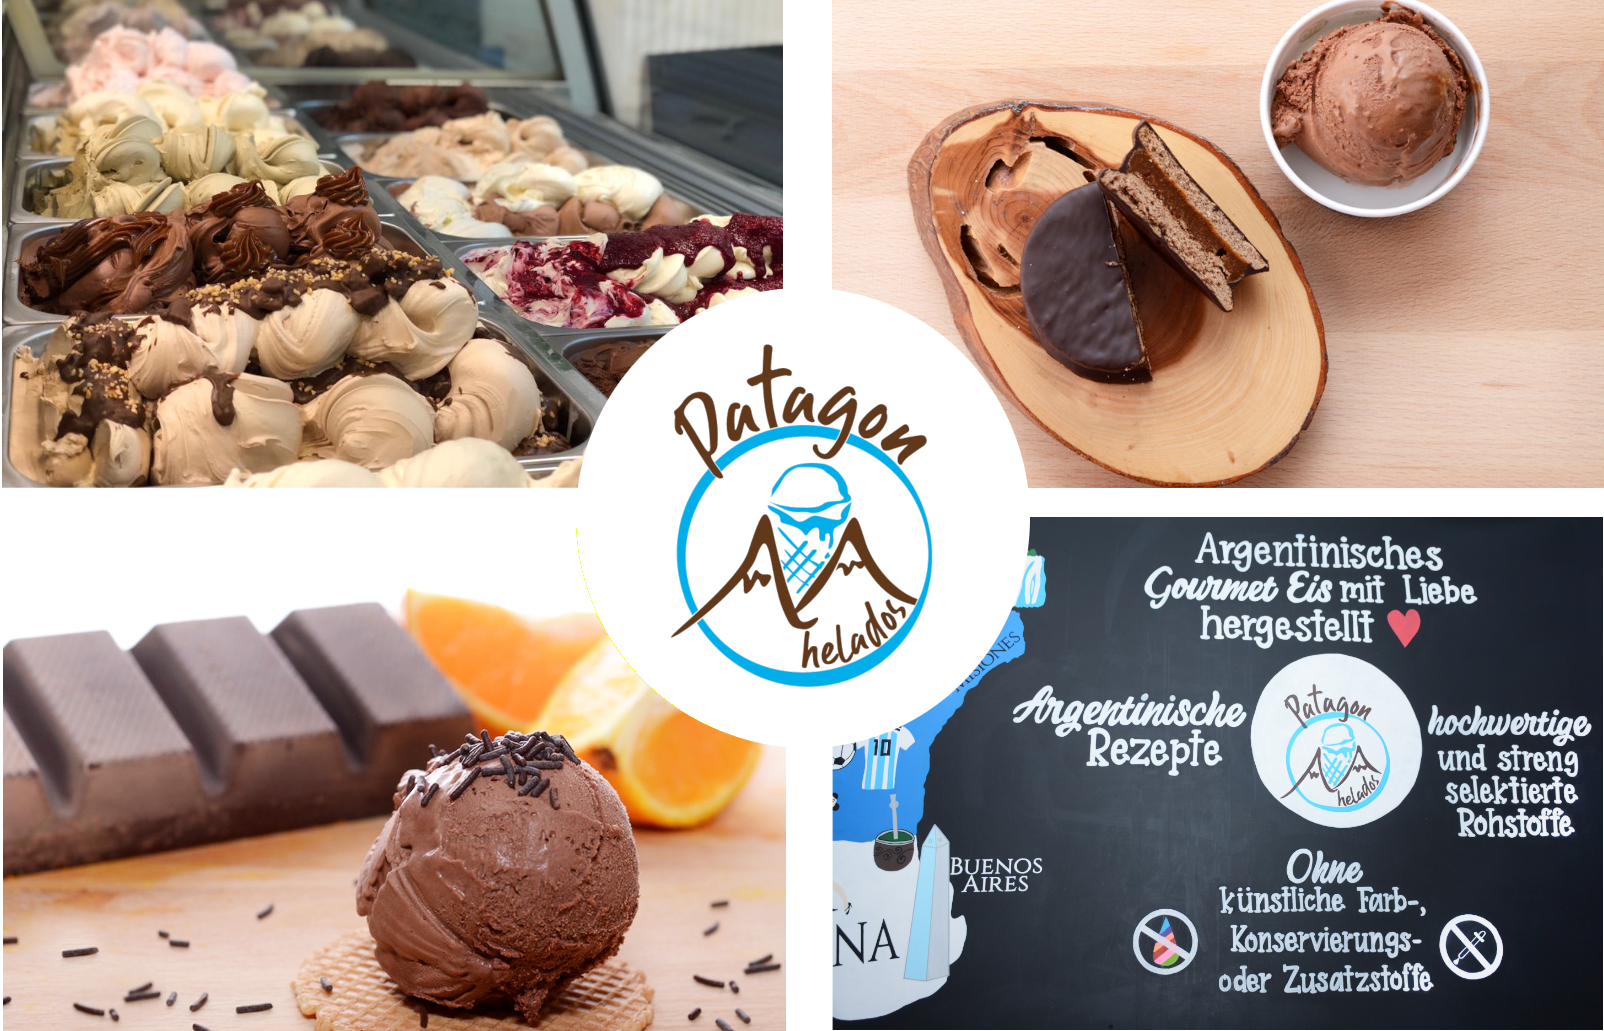 Patagon
helados
Argentinisches
Gourmet Eis mit Liebe
hergestellt
MISIONES
Argentinische
Rezepte
Patagon
helados
hochwertige
und streng
selektierte
Rohstoffe
10
BUENOS
AIRES
NA
Ohne
künstliche Farb-,
Konservierungs-
oder Zusatzstoffe